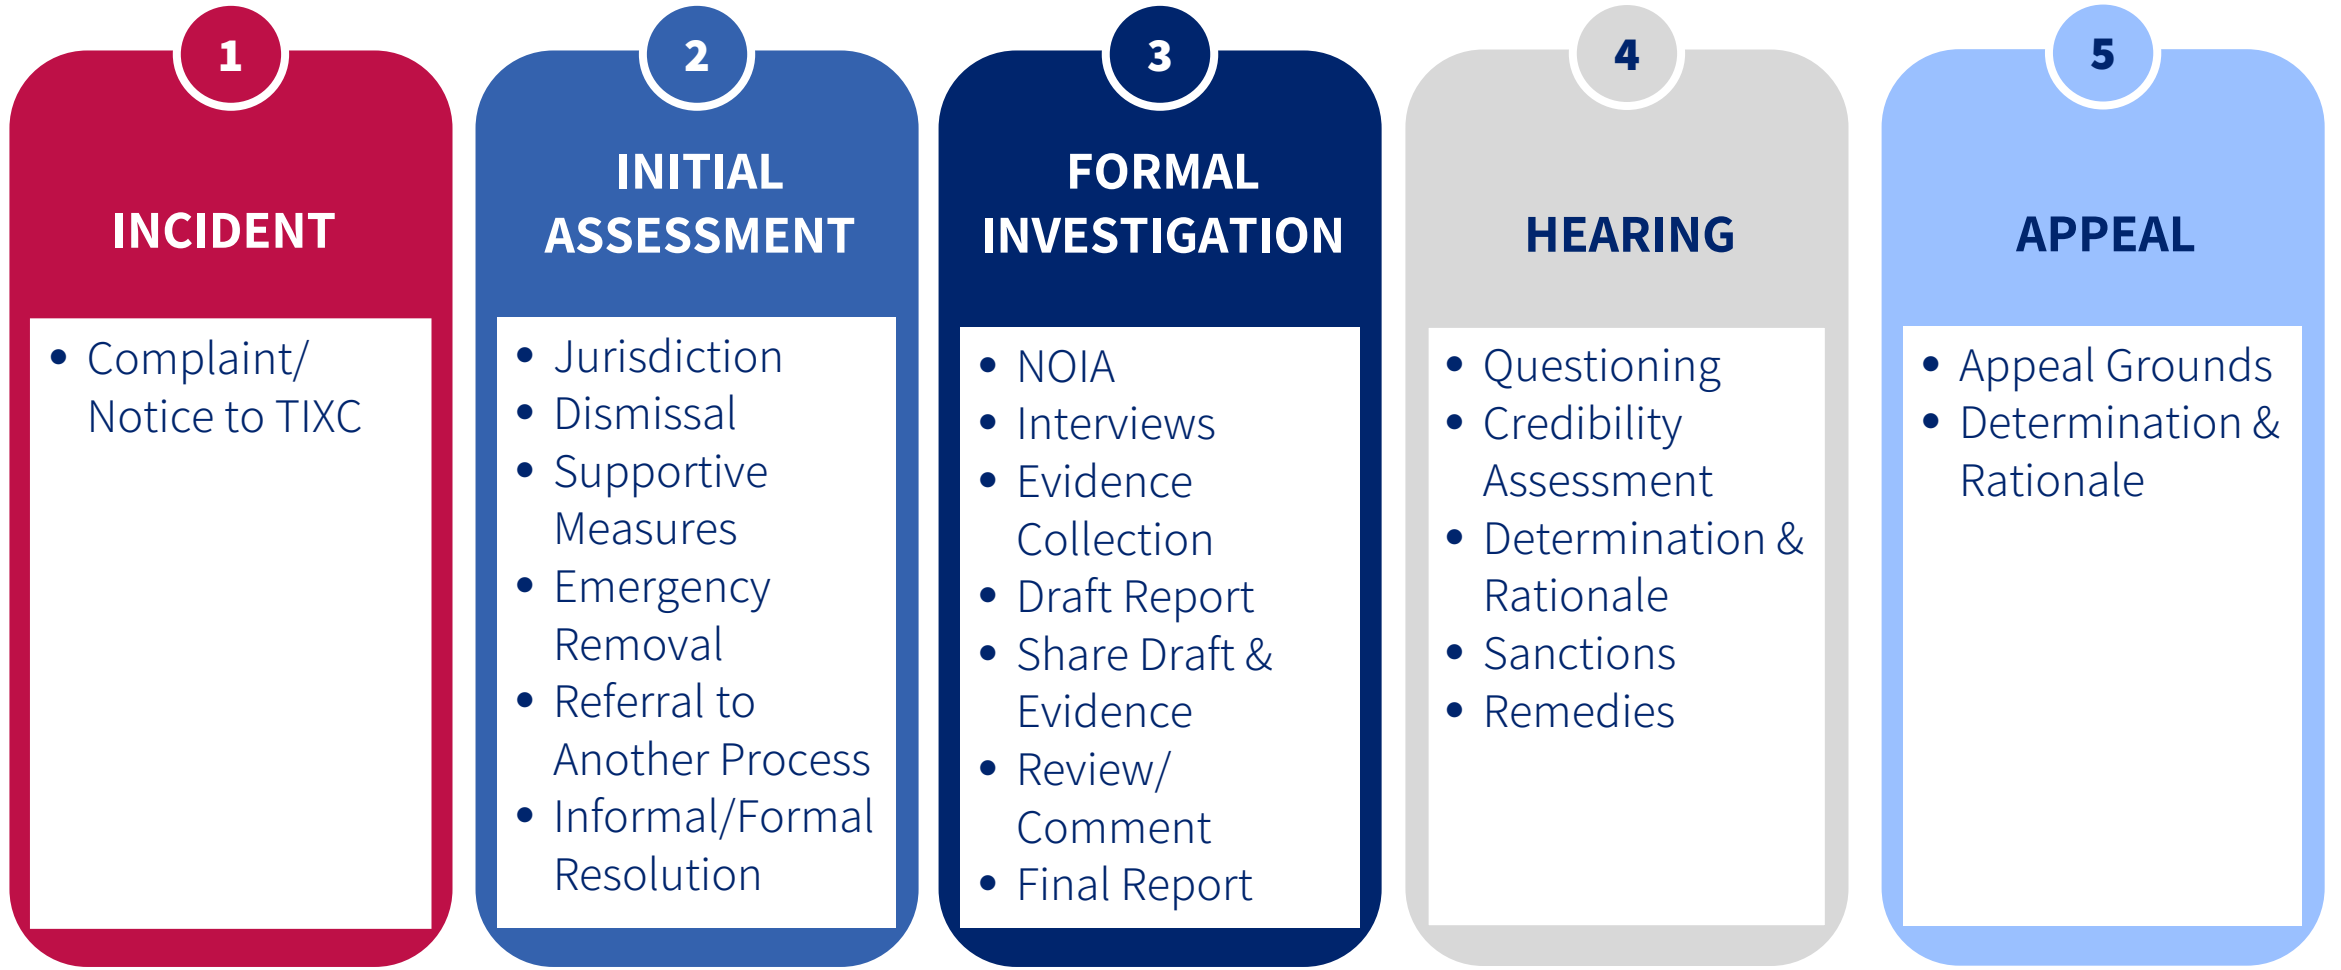 1
INCIDENT
• Complaint/
Notice to TIXC
2
INITIAL
ASSESSMENT
• Jurisdiction
• Dismissal
• Supportive
Measures
• Emergency
Removal
• Referral to
Another Process
• Informal/Formal
Resolution
3
FORMAL
INVESTIGATION
• NOIA
• Interviews
• Evidence
Collection
• Draft Report
• Share Draft &
Evidence
• Review/
Comment
• Final Report
4
HEARING
• Questioning
• Credibility
Assessment
• Determination &
Rationale
• Sanctions
• Remedies
5
APPEAL
• Appeal Grounds
• Determination &
Rationale